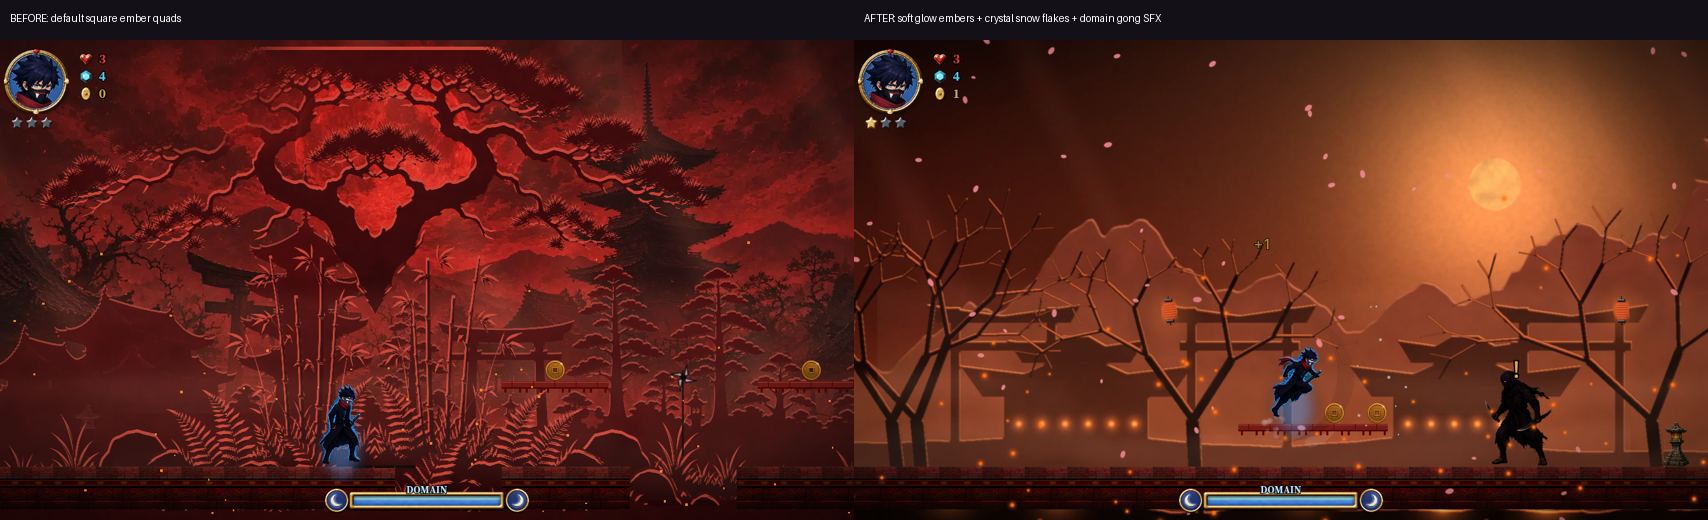 BEFORE: default square ember quads
AFTER: soft glow embers + crystal snow flakes + domain gong SFX
3
4
0
3
4
1
+1
!
DOMAIN
DOMAIN